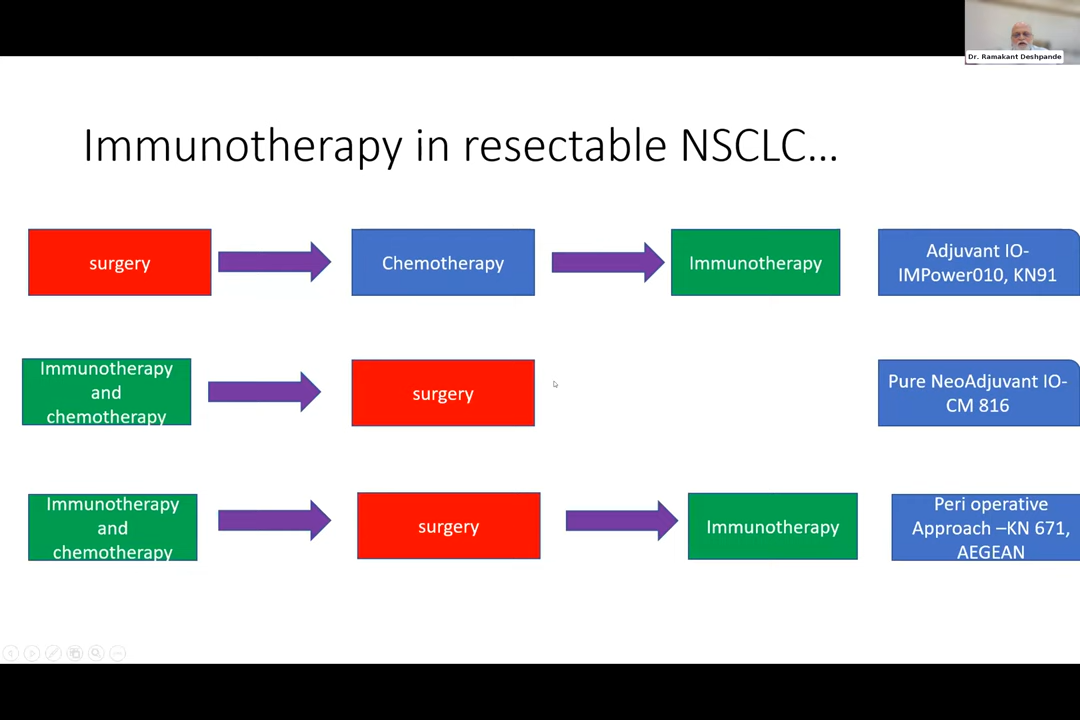 Dr. Ramakant Deshpande
Immunotherapy in resectable NSCLC...
surgery
Chemotherapy
Immunotherapy
Adjuvant IO-
IMPower010, KN91
Immunotherapy
and
chemotherapy
surgery
Pure NeoAdjuvant IO-
CM 816
Immunotherapy
and
chemotherapy
surgery
Immunotherapy
Peri operative
Approach –KN 671,
AEGEAN